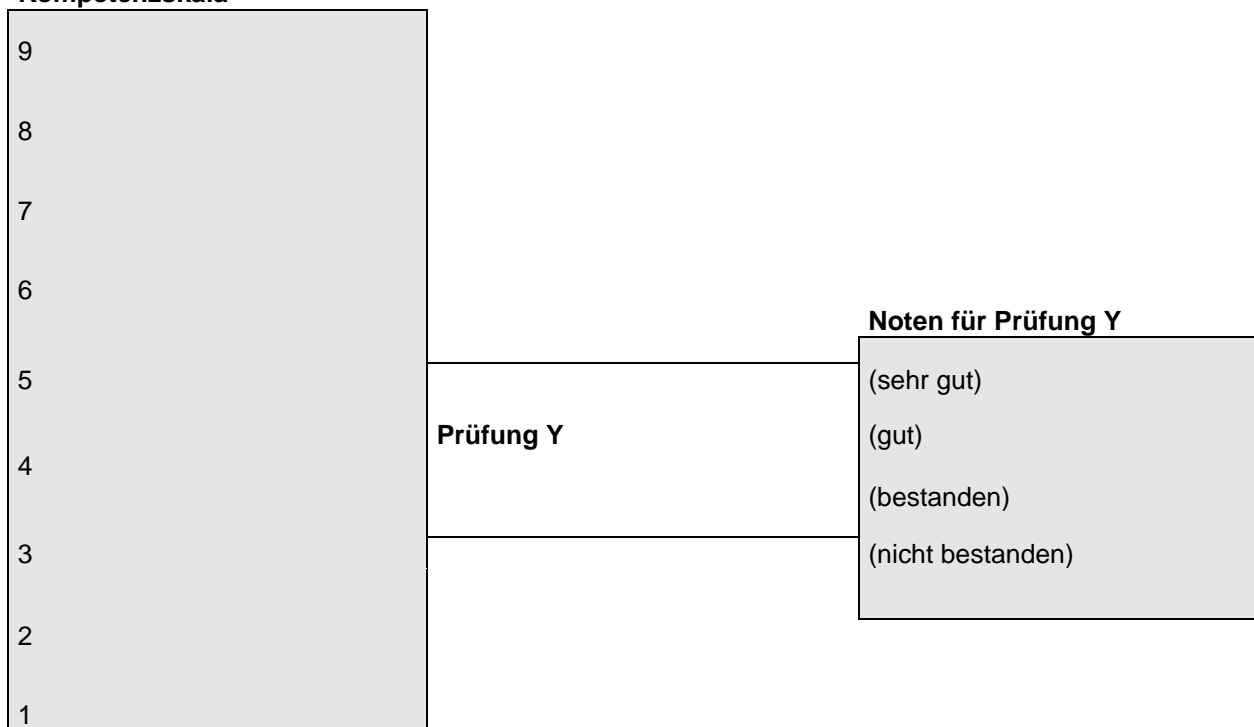 9
8
7
6
Noten für Prüfung Y
5
(sehr gut)
Prüfung Y
(gut)
4
(bestanden)
3
(nicht bestanden)
2
1